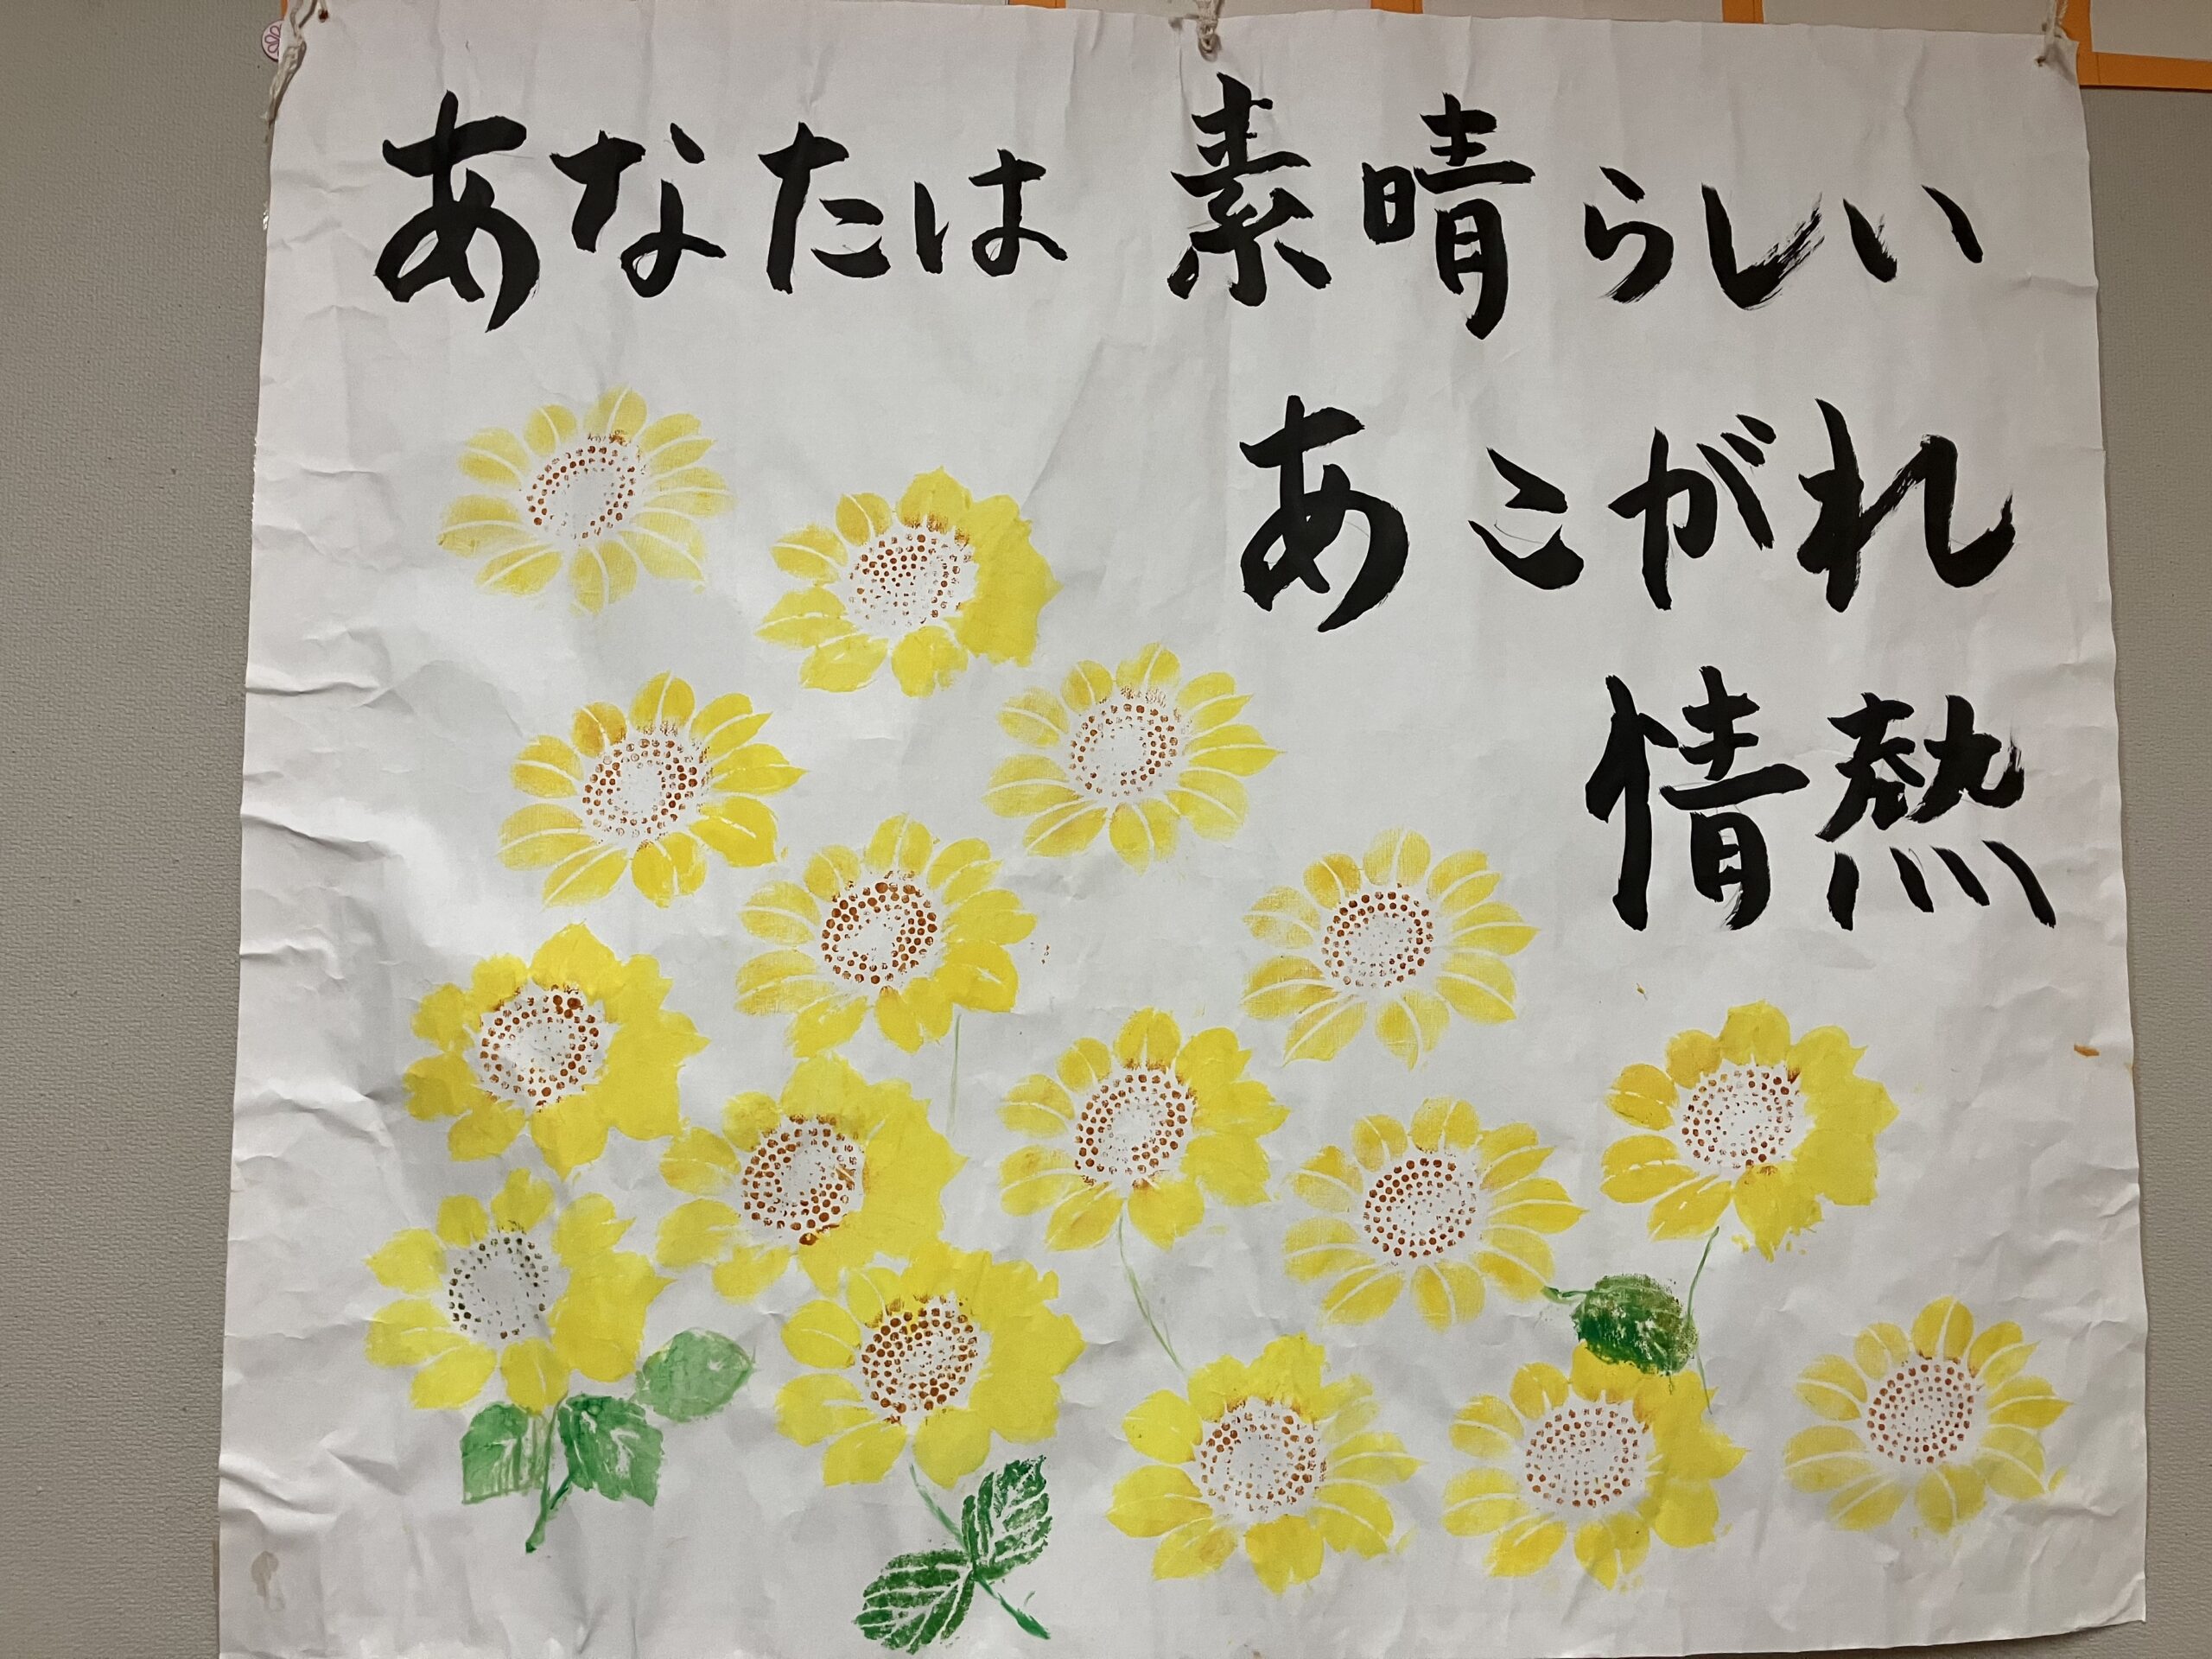 あなたは 素晴らしい
あこがれ
情熱